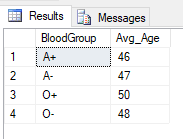 Results Messages
BloodGroup Avg_Age
1 A+ 46
2 A- 47
3 O+ 50
4 O- 48